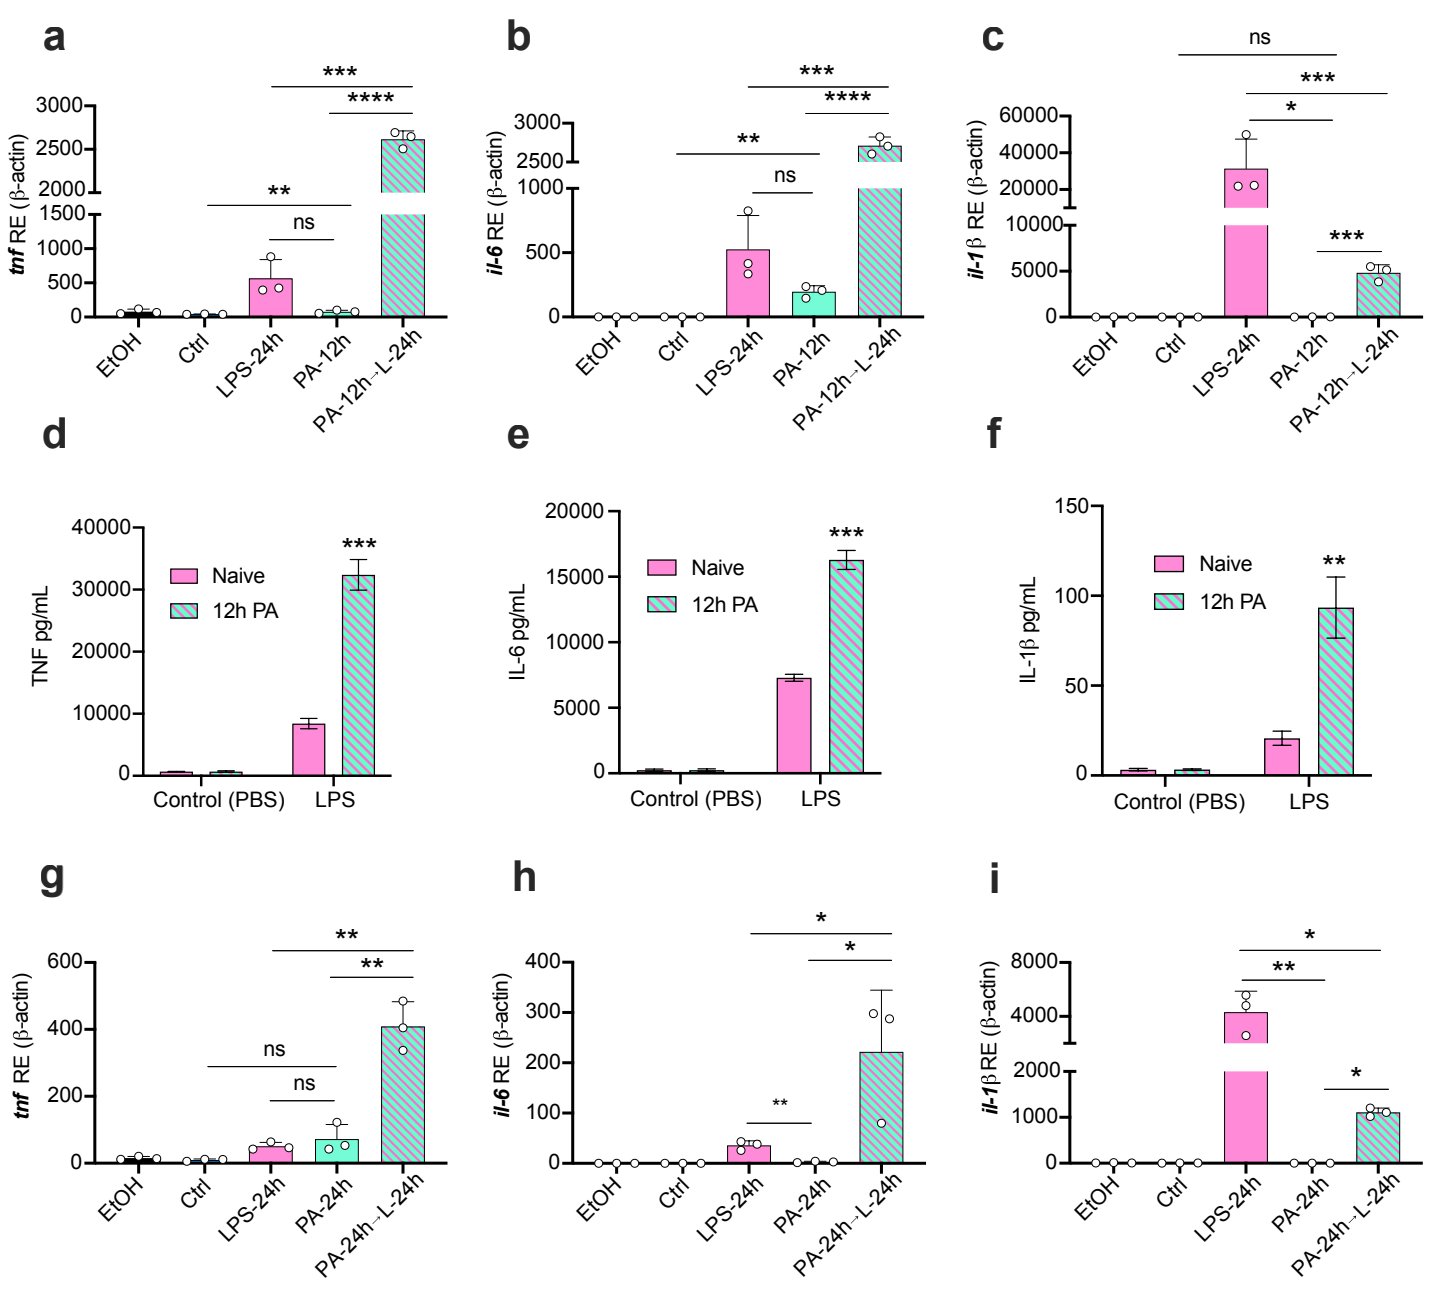 a
***
****
**
ns
3000
2500
2000
1500
1000
500
0
tnf RE (β-actin)
EtOH
Ctrl
LPS-24h
PA-12h
PA-12h→L-24h
b
***
****
**
ns
3000
2500
1000
500
0
il-6 RE (β-actin)
EtOH
Ctrl
LPS-24h
PA-12h
PA-12h→L-24h
c
ns
***
*
***
60000
40000
20000
10000
5000
0
il-1β RE (β-actin)
EtOH
Ctrl
LPS-24h
PA-12h
PA-12h→L-24h
d
40000
30000
20000
10000
0
TNF pg/mL
Naive
12h PA
***
Control (PBS)
LPS
e
20000
15000
10000
5000
0
IL-6 pg/mL
Naive
12h PA
***
Control (PBS)
LPS
f
150
100
50
0
IL-1β pg/mL
Naive
12h PA
**
Control (PBS)
LPS
g
**
**
ns
ns
600
400
200
0
tnf RE (β-actin)
EtOH
Ctrl
LPS-24h
PA-24h
PA-24h→L-24h
h
*
*
**
400
300
200
100
0
il-6 RE (β-actin)
EtOH
Ctrl
LPS-24h
PA-24h
PA-24h→L-24h
i
*
**
*
8000
4000
2000
1000
0
il-1β RE (β-actin)
EtOH
Ctrl
LPS-24h
PA-24h
PA-24h→L-24h